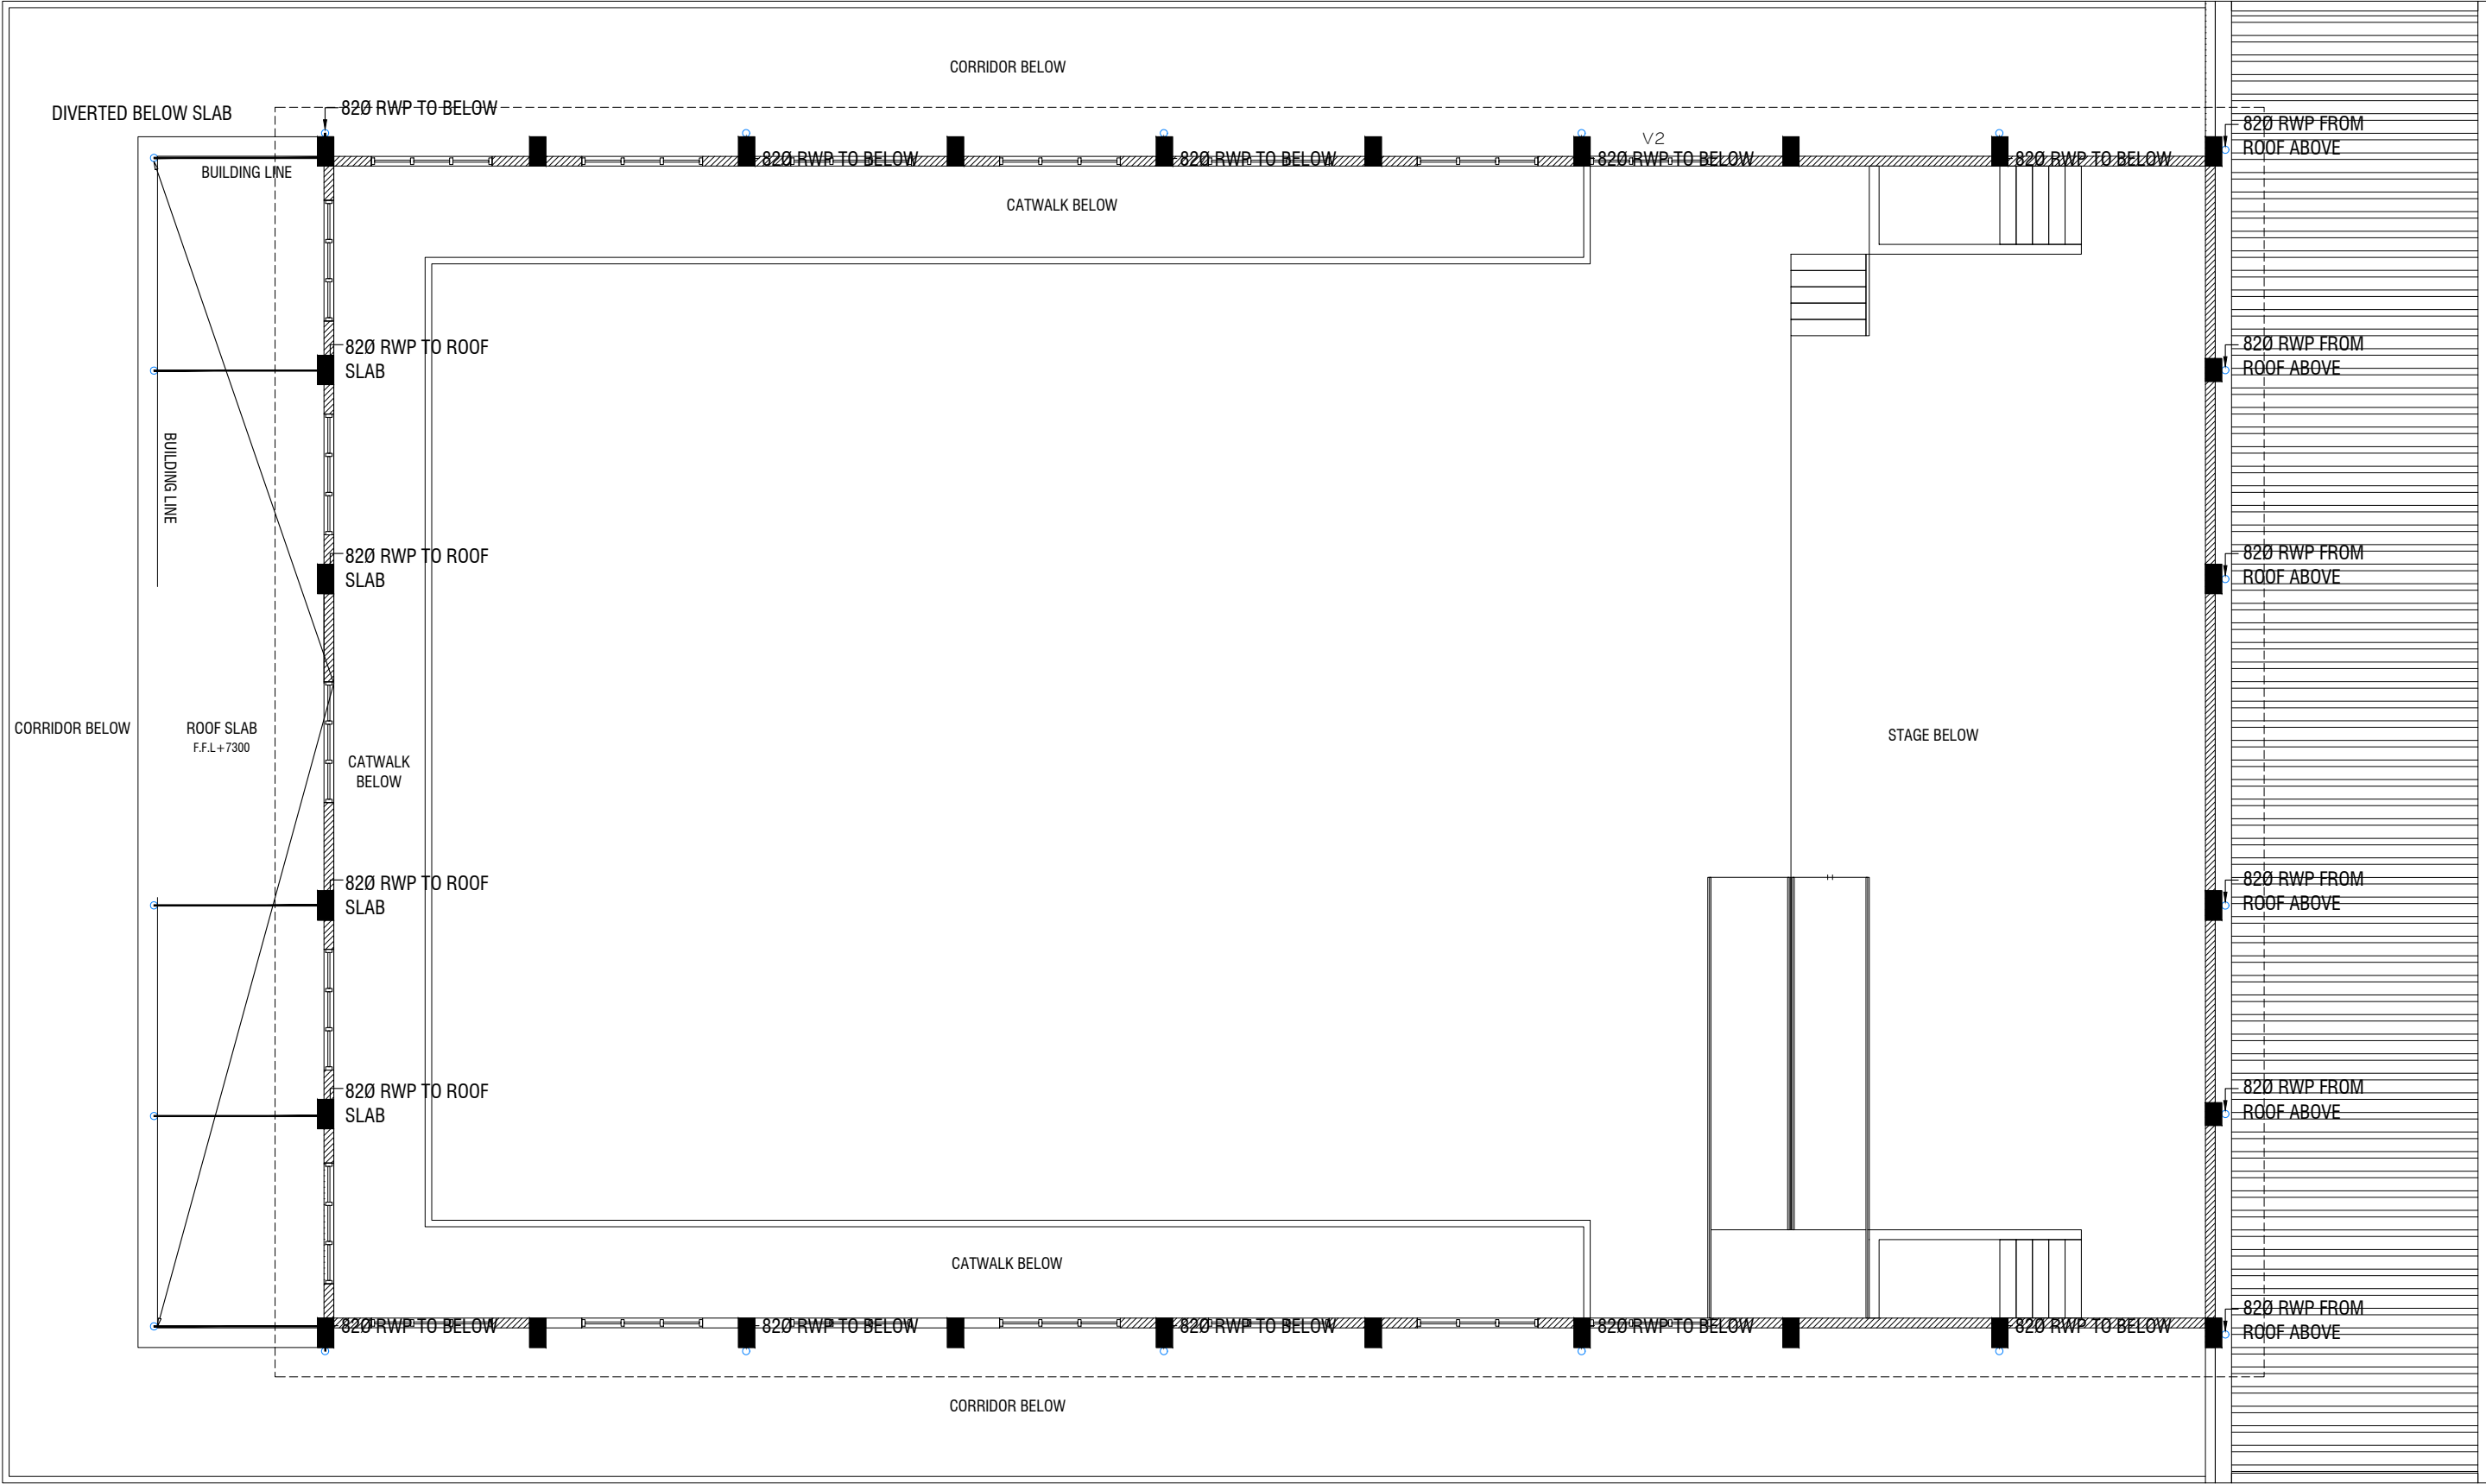 CORRIDOR BELOW
DIVERTED BELOW SLAB
82Ø RWP TO BELOW
82Ø RWP FROM
ROOF ABOVE
V2
82Ø RWP TO BELOW
82Ø RWP TO BELOW
82Ø RWP TO BELOW
82Ø RWP TO BELOW
BUILDING LINE
CATWALK BELOW
82Ø RWP TO ROOF
SLAB
82Ø RWP FROM
ROOF ABOVE
BUILDING LINE
82Ø RWP TO ROOF
SLAB
82Ø RWP FROM
ROOF ABOVE
CORRIDOR BELOW
ROOF SLAB
F.F.L+7300
CATWALK
BELOW
STAGE BELOW
82Ø RWP TO ROOF
SLAB
82Ø RWP FROM
ROOF ABOVE
82Ø RWP TO ROOF
SLAB
82Ø RWP FROM
ROOF ABOVE
CATWALK BELOW
82Ø RWP TO BELOW
82Ø RWP TO BELOW
82Ø RWP TO BELOW
82Ø RWP TO BELOW
82Ø RWP TO BELOW
82Ø RWP FROM
ROOF ABOVE
CORRIDOR BELOW